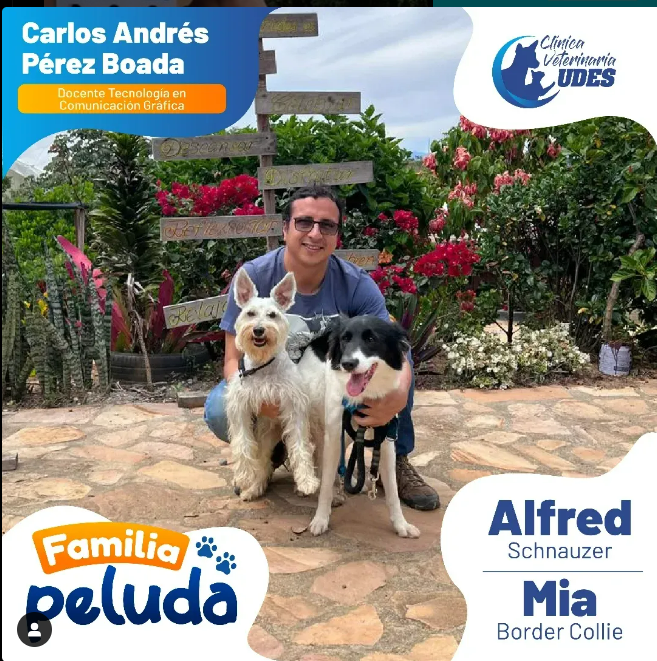 Carlos Andrés
Pérez Boada
Docente Tecnología en
Comunicación Gráfica
Clínica
Veterinaria
UDES
Descansar
Familia
peluda
Alfred
Schnauzer
Mia
Border Collie